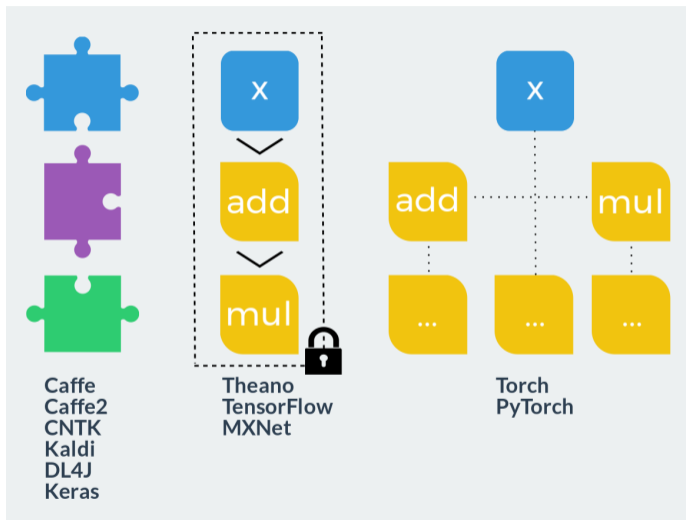 x
add
mul
x
add
mul
...
...
...
Caffe
Caffe2
CNTK
Kaldi
DL4J
Keras
Theano
TensorFlow
MXNet
Torch
PyTorch